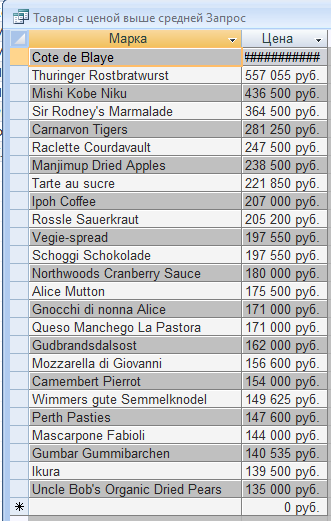 Товары с ценой выше средней Запрос
Марка Цена
Cote de Blaye ############
Thuringer Rostbratwurst 557 055 руб.
Mishi Kobe Niku 436 500 руб.
Sir Rodney's Marmalade 364 500 руб.
Carnarvon Tigers 281 250 руб.
Raclette Courdavault 247 500 руб.
Manjimup Dried Apples 238 500 руб.
Tarte au sucre 221 850 руб.
Ipoh Coffee 207 000 руб.
Rossle Sauerkraut 205 200 руб.
Vegie-spread 197 550 руб.
Schoggi Schokolade 197 550 руб.
Northwoods Cranberry Sauce 180 000 руб.
Alice Mutton 175 500 руб.
Gnocchi di nonna Alice 171 000 руб.
Queso Manchego La Pastora 171 000 руб.
Gudbrandsdalsost 162 000 руб.
Mozzarella di Giovanni 156 600 руб.
Camembert Pierrot 154 000 руб.
Wimmers gute Semmelknodel 149 625 руб.
Perth Pasties 147 600 руб.
Mascarpone Fabioli 144 000 руб.
Gumbar Gummibarchen 140 535 руб.
Ikura 139 500 руб.
Uncle Bob's Organic Dried Pears 135 000 руб.
0 руб.